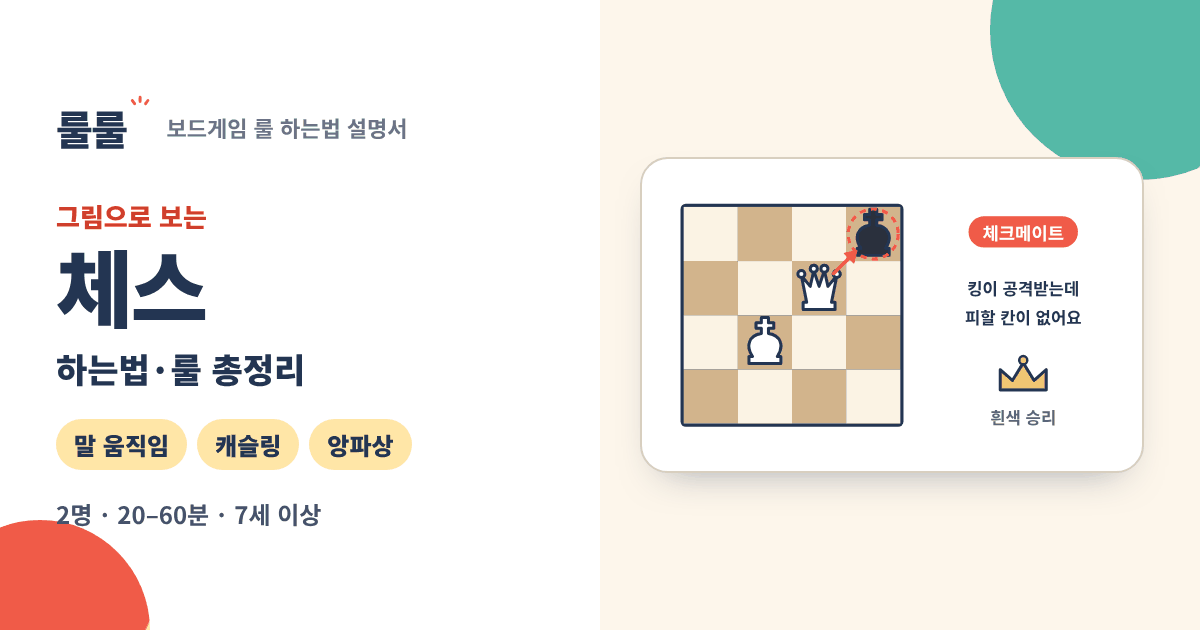 룰룰
보드게임 룰 하는법 설명서
그림으로 보는
체스
하는법·룰 총정리
말 움직임
캐슬링
앙파상
2명 · 20–60분 · 7세 이상
체크메이트
킹이 공격받는데
피할 칸이 없어요
흰색 승리